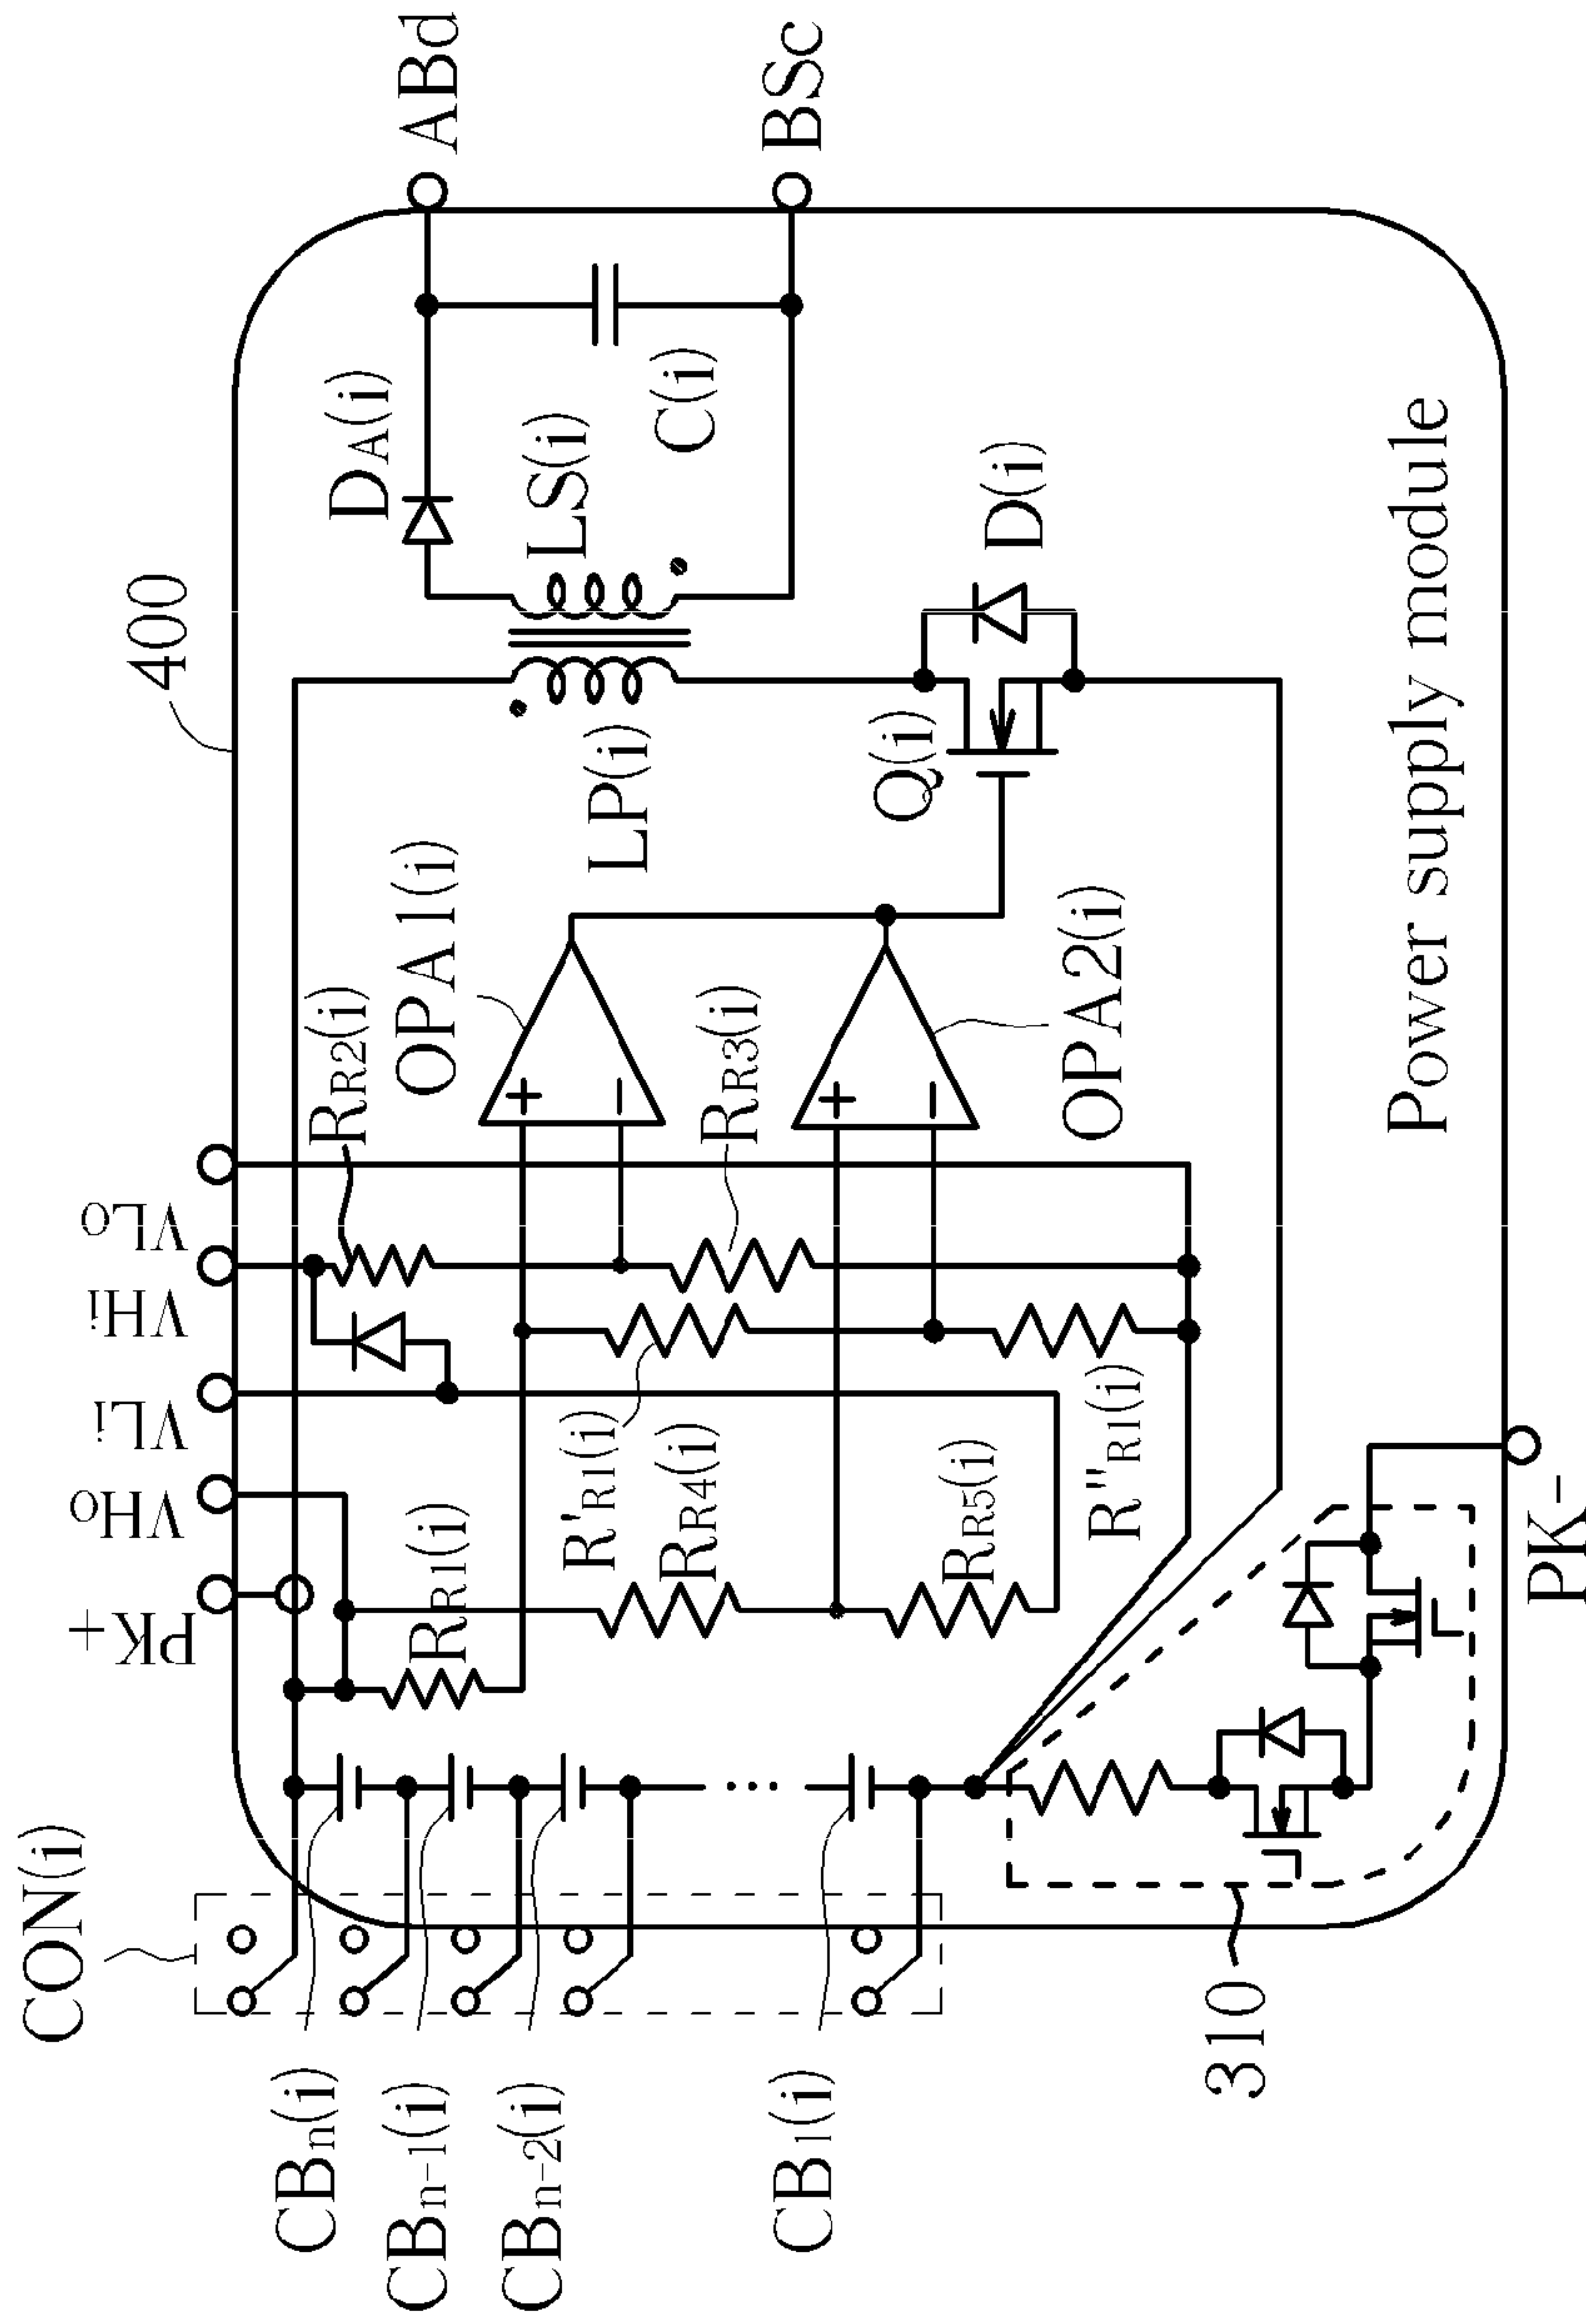 400
CON(i)
PK+
VHo
VLi
VHi
VLo
ABd
BSc
PK-
CBn(i)
CBn-1(i)
CBn-2(i)
CB1(i)
310
RR1(i)
R'R1(i)
RR4(i)
RR5(i)
R"R1(i)
RR2(i)
RR3(i)
OPA1(i)
+
−
OPA2(i)
+
−
LP(i)
LS(i)
DA(i)
C(i)
Q(i)
D(i)
...
Power supply module